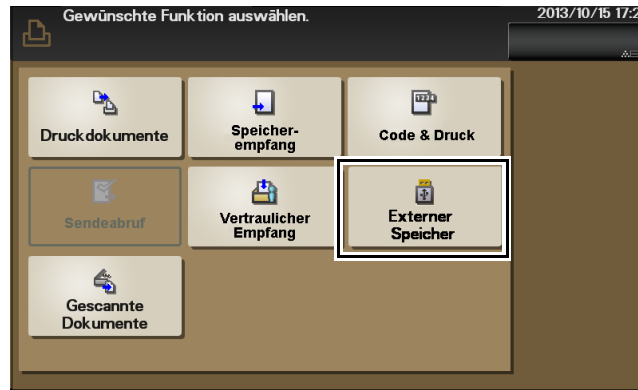 Gewünschte Funktion auswählen.
2013/10/15 17:2
Druckdokumente
Speicher-
empfang
Code & Druck
Sendeabruf
Vertraulicher
Empfang
Externer
Speicher
Gescannte
Dokumente